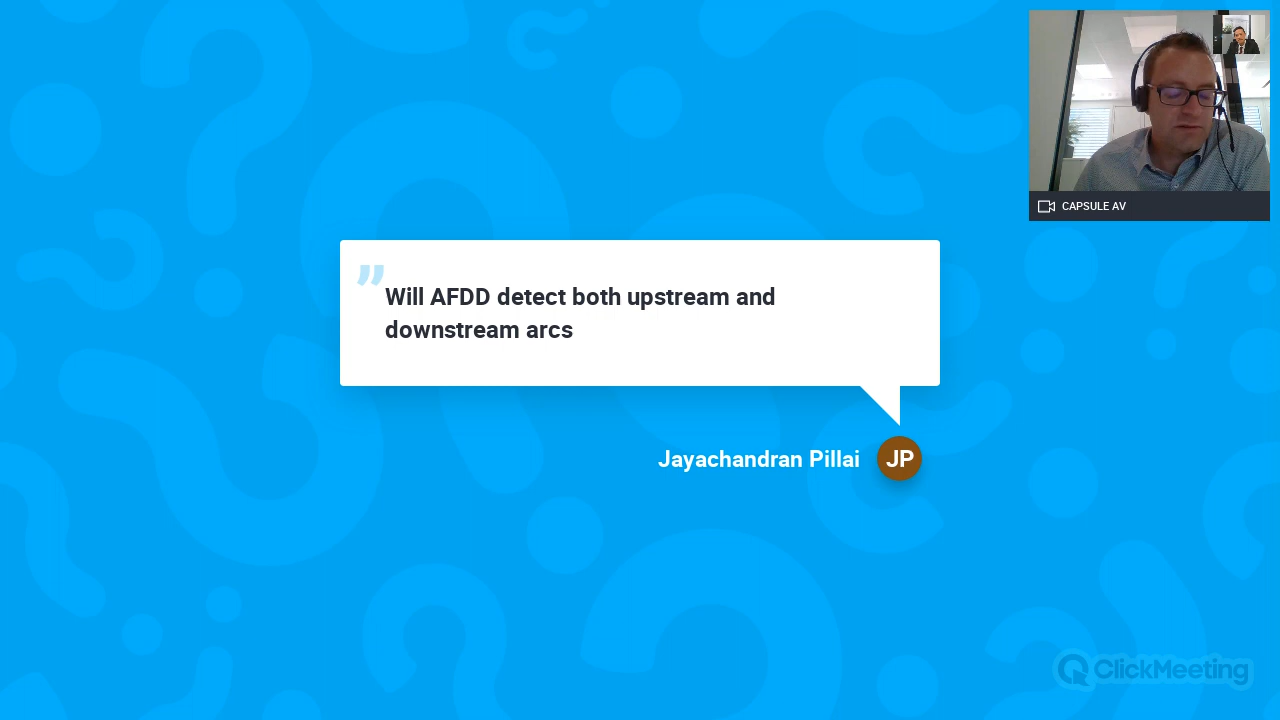 CAPSULE AV
”
Will AFDD detect both upstream and
downstream arcs
Jayachandran Pillai
JP
ClickMeeting